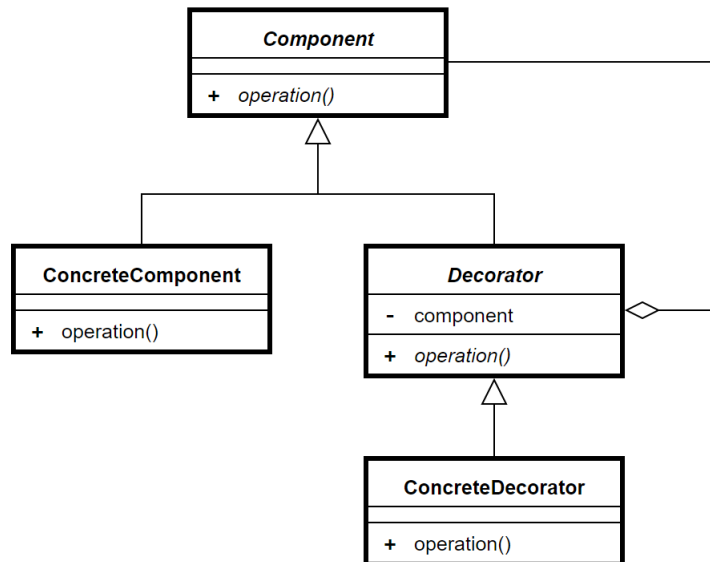 Component
+ operation()
ConcreteComponent
+ operation()
Decorator
- component
+ operation()
ConcreteDecorator
+ operation()